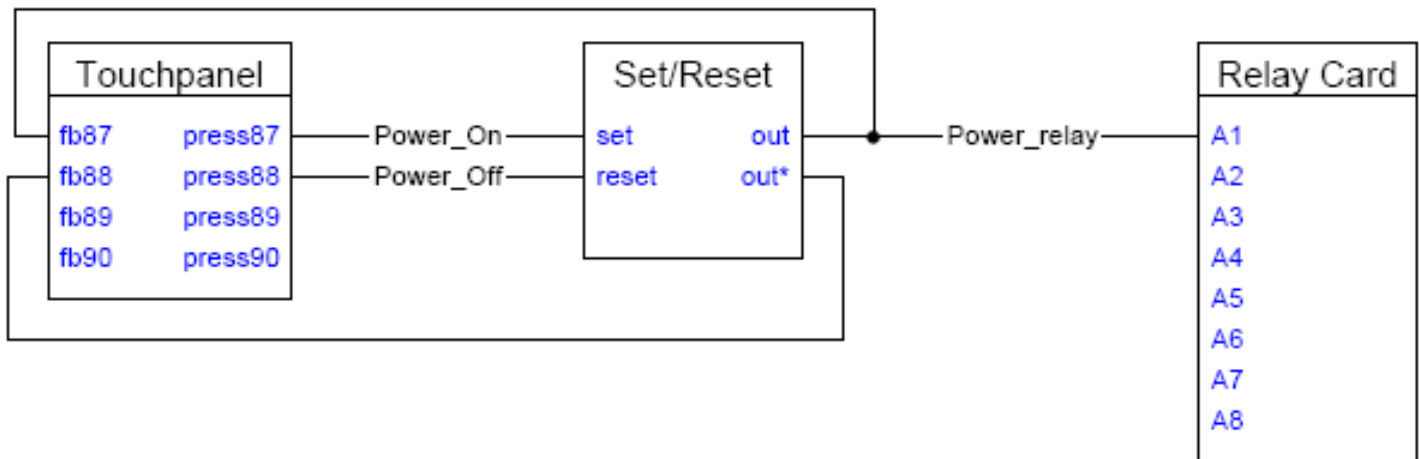 Touchpanel
fb87 press87
fb88 press88
fb89 press89
fb90 press90
Power_On
Power_Off
Set/Reset
set out
reset out*
Power_relay
Relay Card
A1
A2
A3
A4
A5
A6
A7
A8